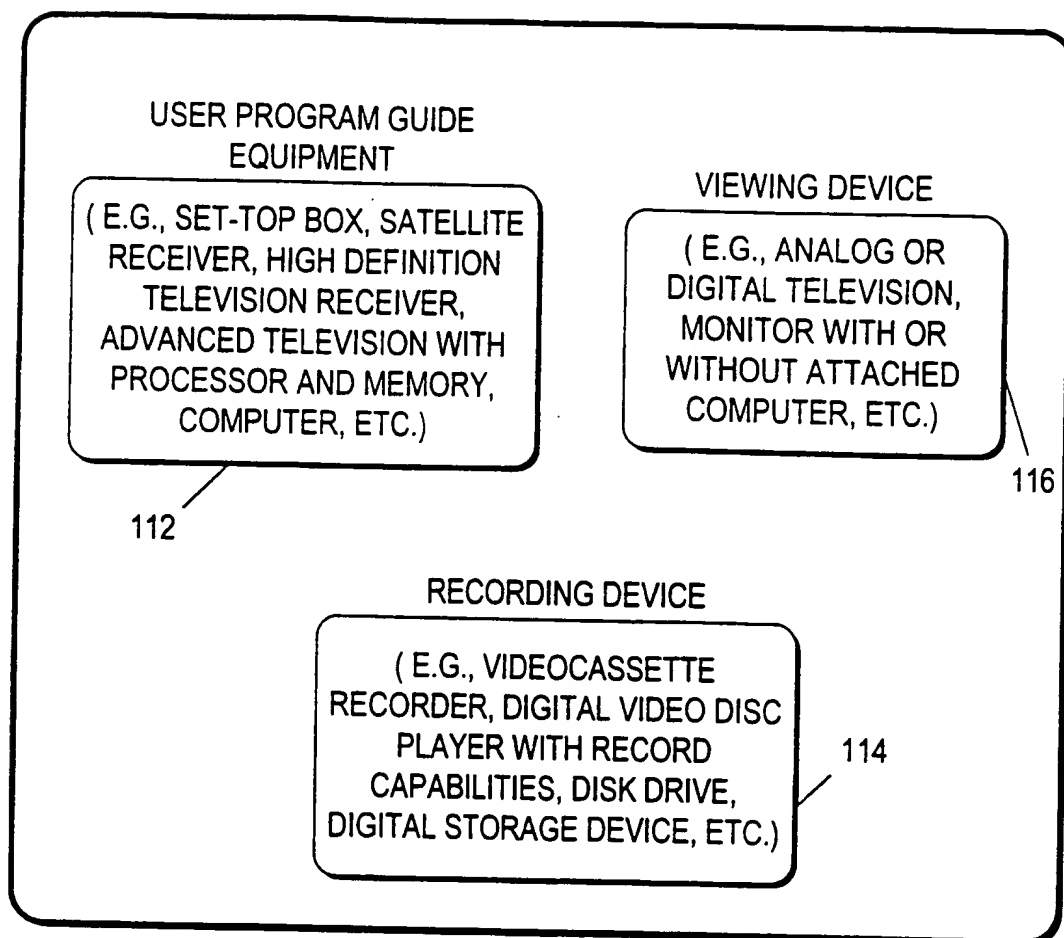 USER PROGRAM GUIDE
EQUIPMENT
( E.G., SET-TOP BOX, SATELLITE
RECEIVER, HIGH DEFINITION
TELEVISION RECEIVER,
ADVANCED TELEVISION WITH
PROCESSOR AND MEMORY,
COMPUTER, ETC.)
112
VIEWING DEVICE
( E.G., ANALOG OR
DIGITAL TELEVISION,
MONITOR WITH OR
WITHOUT ATTACHED
COMPUTER, ETC.)
116
RECORDING DEVICE
( E.G., VIDEOCASSETTE
RECORDER, DIGITAL VIDEO DISC
PLAYER WITH RECORD
CAPABILITIES, DISK DRIVE,
DIGITAL STORAGE DEVICE, ETC.)
114